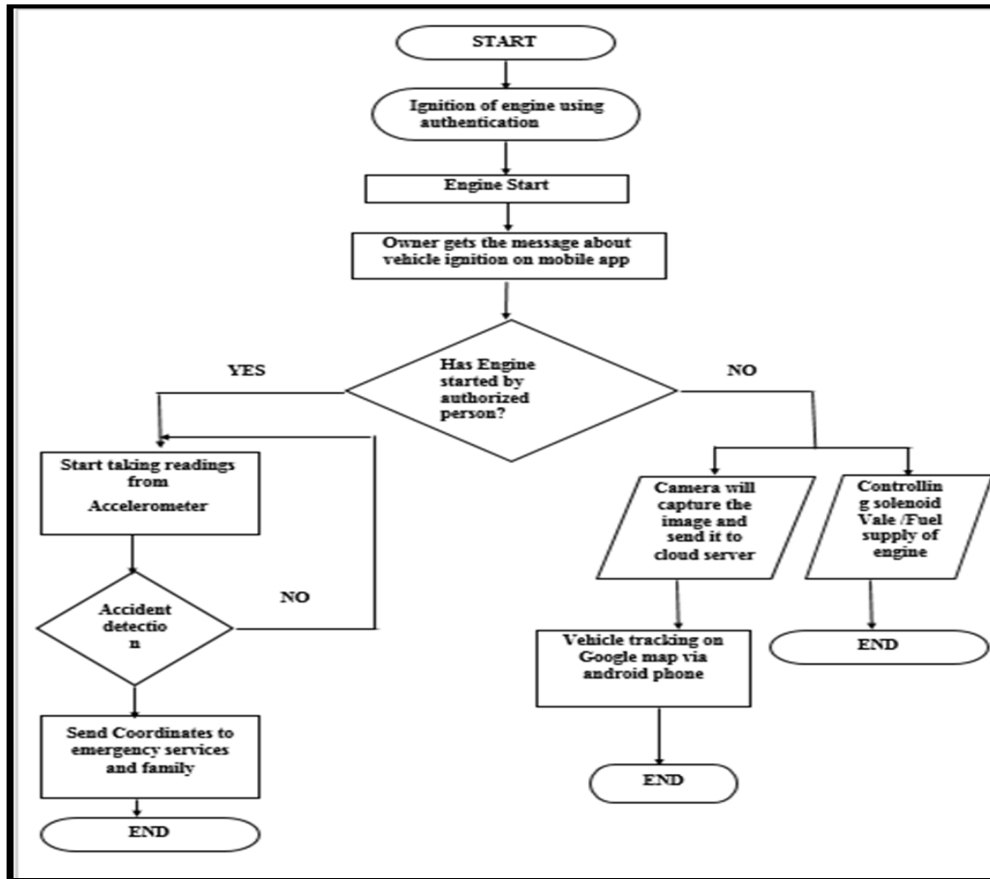 START
Ignition of engine using
authentication
Engine Start
Owner gets the message about
vehicle ignition on mobile app
Has Engine
started by
authorized
person?
YES
NO
Start taking readings
from
Accelerometer
Accident
detectio
n
NO
Send Coordinates to
emergency services
and family
END
Camera will
capture the
image and
send it to
cloud server
Vehicle tracking on
Google map via
android phone
END
Controllin
g solenoid
Vale /Fuel
supply of
engine
END